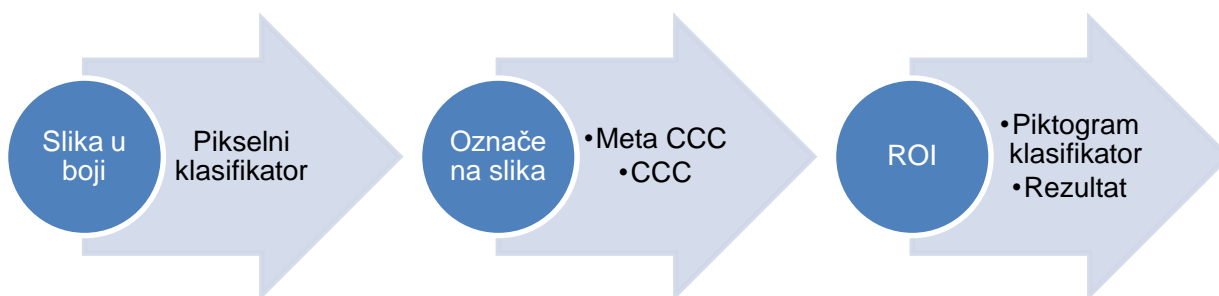 Slika u
boji
Pikselni
klasifikator
Označe
na slika
•Meta CCC
•CCC
ROI
•Piktogram
klasifikator
•Rezultat